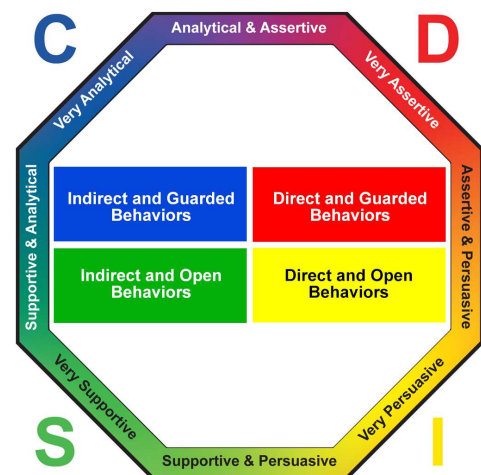 C
Analytical & Assertive
D
Very Analytical
Very Assertive
Supportive & Analytical
Indirect and Guarded
Behaviors
Direct and Guarded
Behaviors
Assertive & Persuasive
Indirect and Open
Behaviors
Direct and Open
Behaviors
Very Supportive
Very Persuasive
S
Supportive & Persuasive
I